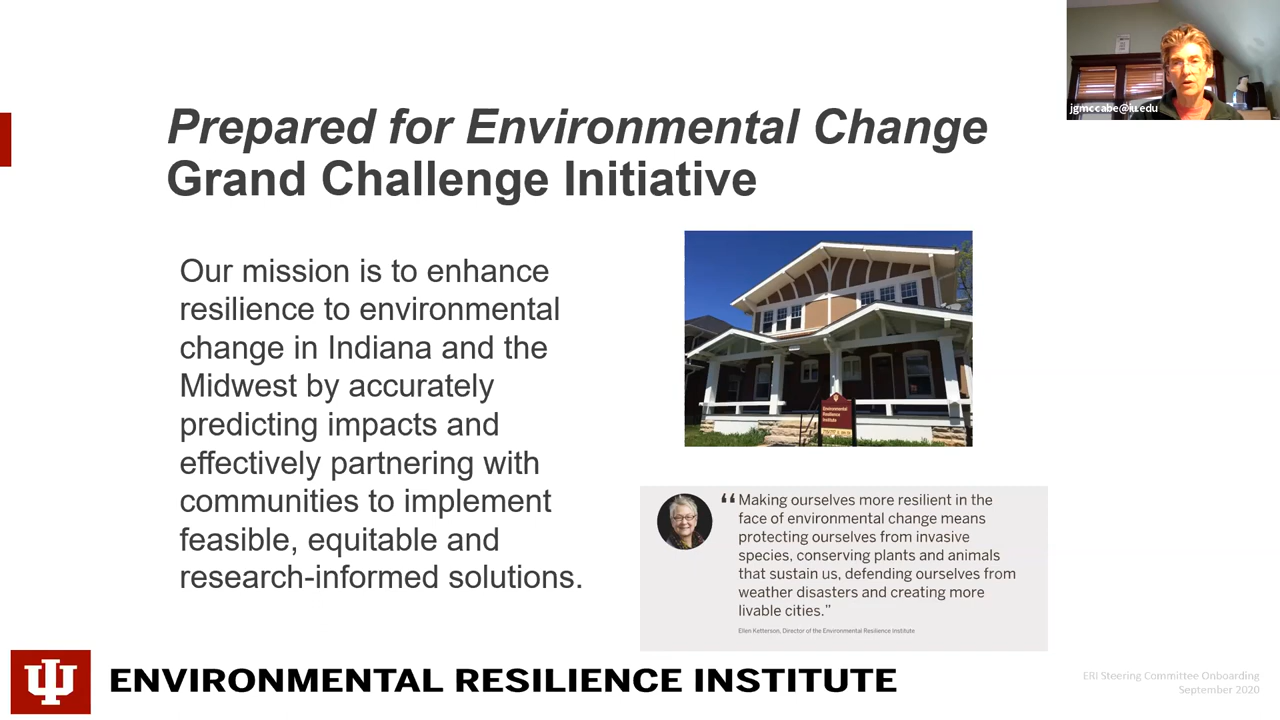 jgmccabe@iu.edu
Prepared for Environmental Change
Grand Challenge Initiative
Our mission is to enhance
resilience to environmental
change in Indiana and the
Midwest by accurately
predicting impacts and
effectively partnering with
communities to implement
feasible, equitable and
research-informed solutions.
Environmental
Resilience
Institute
“Making ourselves more resilient in the
face of environmental change means
protecting ourselves from invasive
species, conserving plants and animals
that sustain us, defending ourselves from
weather disasters and creating more
livable cities.”
Ellen Ketterson, Director of the Environmental Resilience Institute
ENVIRONMENTAL RESILIENCE INSTITUTE
ERI Steering Committee Onboarding
September 2020